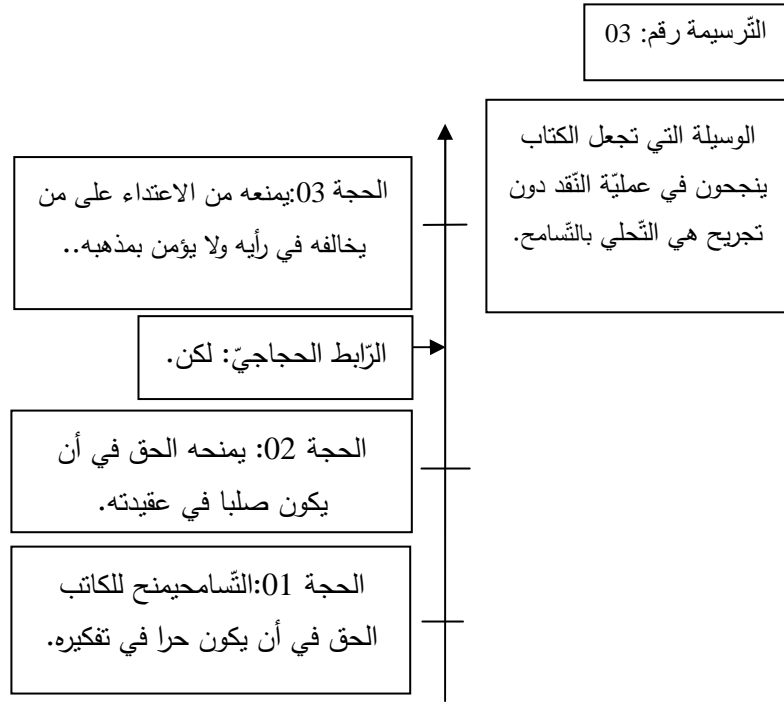 التّرسيمة رقم: 03
الوسيلة التي تجعل الكتاب
ينجحون في عمليّة النّقد دون
تجريح هي التّحلي بالتّسامح.
الحجة 03:يمنعه من الاعتداء على من
يخالفه في رأيه ولا يؤمن بمذهبه..
الرّابط الحجاجيّ: لكن.
الحجة 02: يمنحه الحق في أن
يكون صلبا في عقيدته.
الحجة 01:التّسامحيمنح للكاتب
الحق في أن يكون حرا في تفكيره.